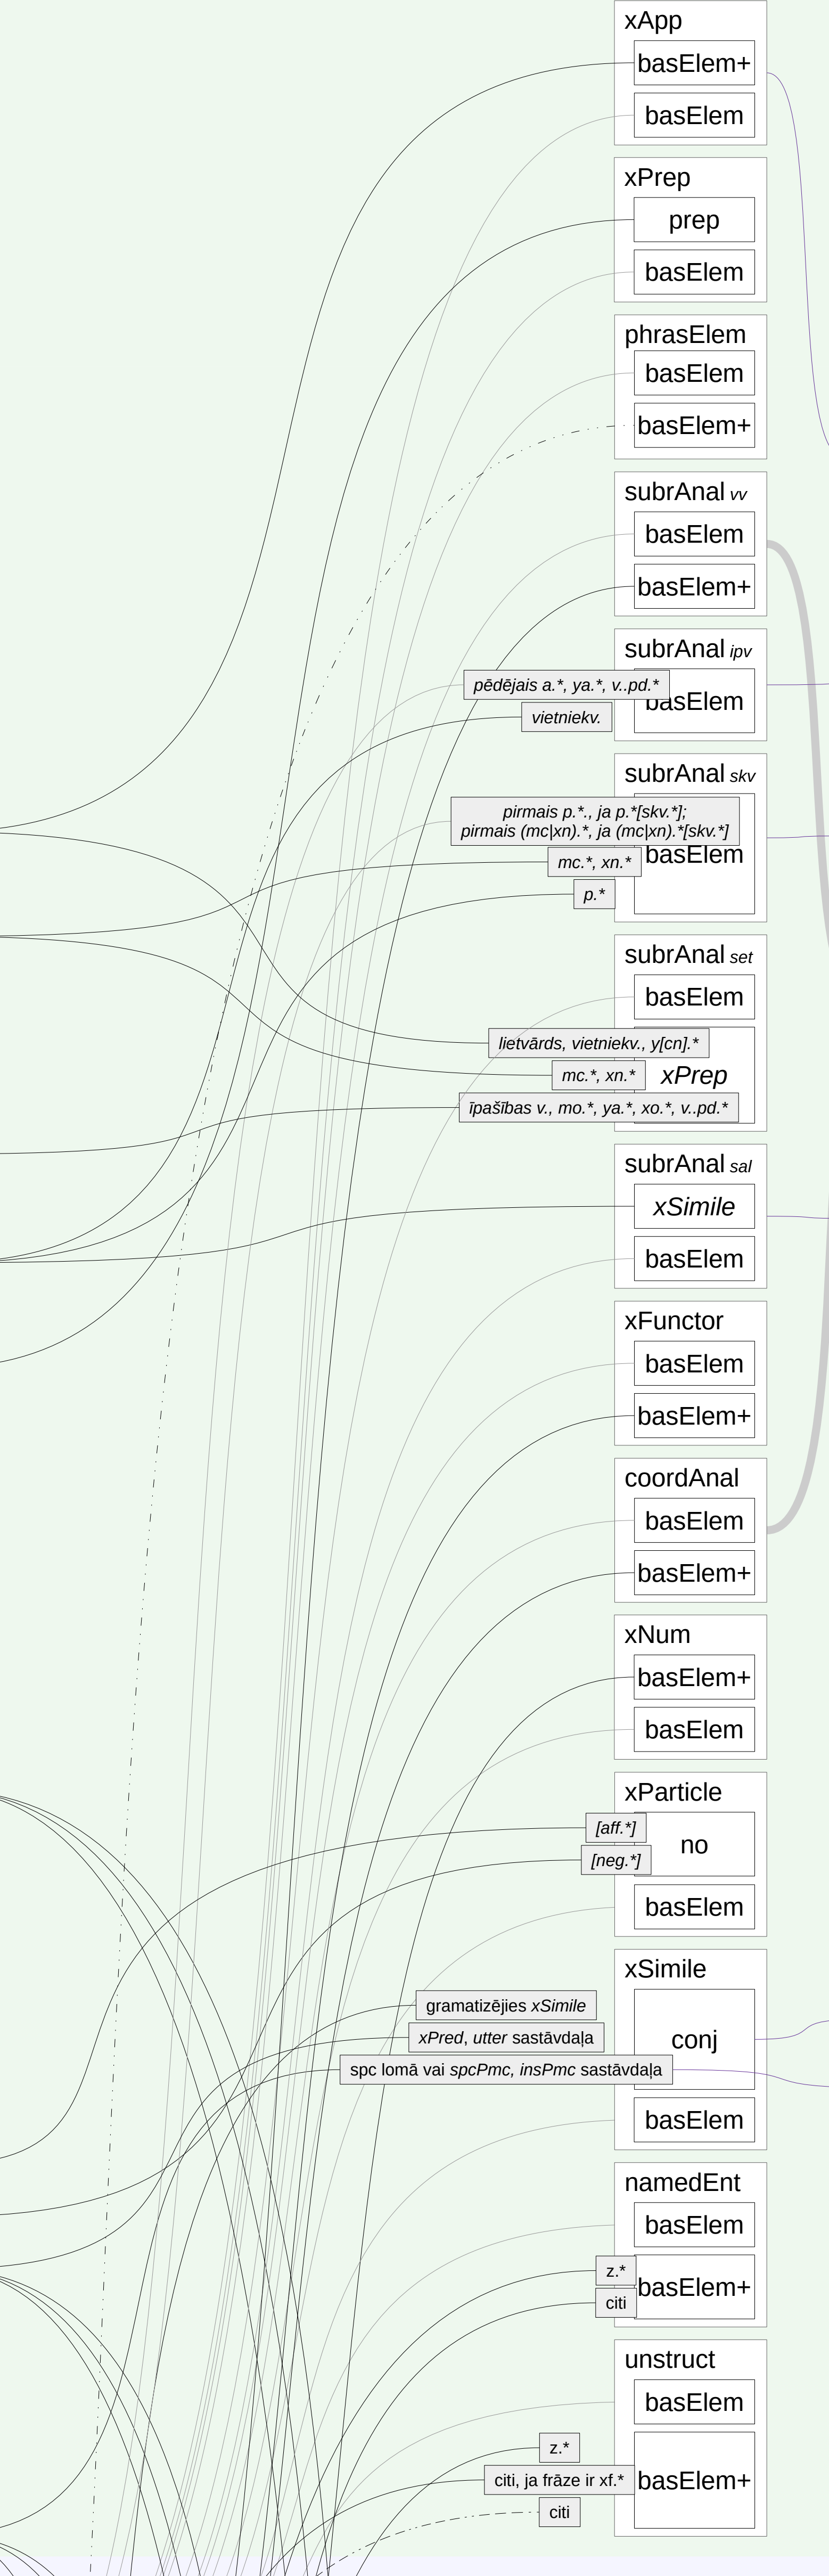 xApp
basElem+
basElem
xPrep
prep
basElem
phrasElem
basElem
basElem+
subrAnal vv
basElem
basElem+
subrAnal ipv
pēdējais a.*, ya.*, v..pd.*
basElem
vietniekv.
subrAnal skv
pirmais p.*., ja p.*[skv.*];
pirmais (mc|xn).*, ja (mc|xn).*[skv.*]
basElem
mc.*, xn.*
p.*
subrAnal set
basElem
lietvārds, vietniekv., y[cn].*
mc.*, xn.*
xPrep
īpašības v., mo.*, ya.*, xo.*, v..pd.*
subrAnal sal
xSimile
basElem
xFunctor
basElem
basElem+
coordAnal
basElem
basElem+
xNum
basElem+
basElem
xParticle
[aff.*]
no
[neg.*]
basElem
xSimile
gramatizējies xSimile
xPred, utter sastāvdaļa
conj
spc lomā vai spcPmc, insPmc sastāvdaļa
basElem
namedEnt
basElem
z.*
basElem+
citi
unstruct
basElem
z.*
citi, ja frāze ir xf.*
basElem+
citi